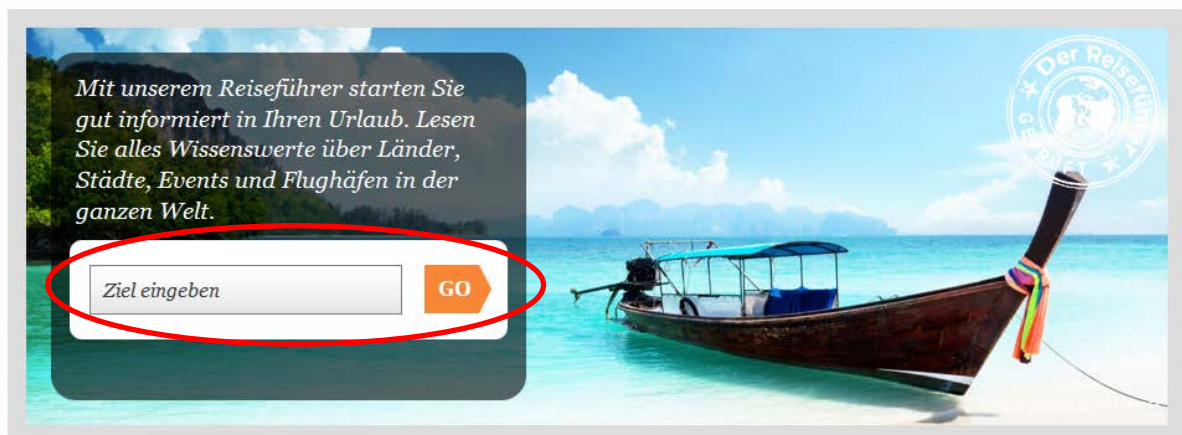 Mit unserem Reiseführer starten Sie
gut informiert in Ihren Urlaub. Lesen
Sie alles Wissenswerte über Länder,
Städte, Events und Flughäfen in der
ganzen Welt.
Ziel eingeben
GO
Der Reiseführer
GEPRÜFT